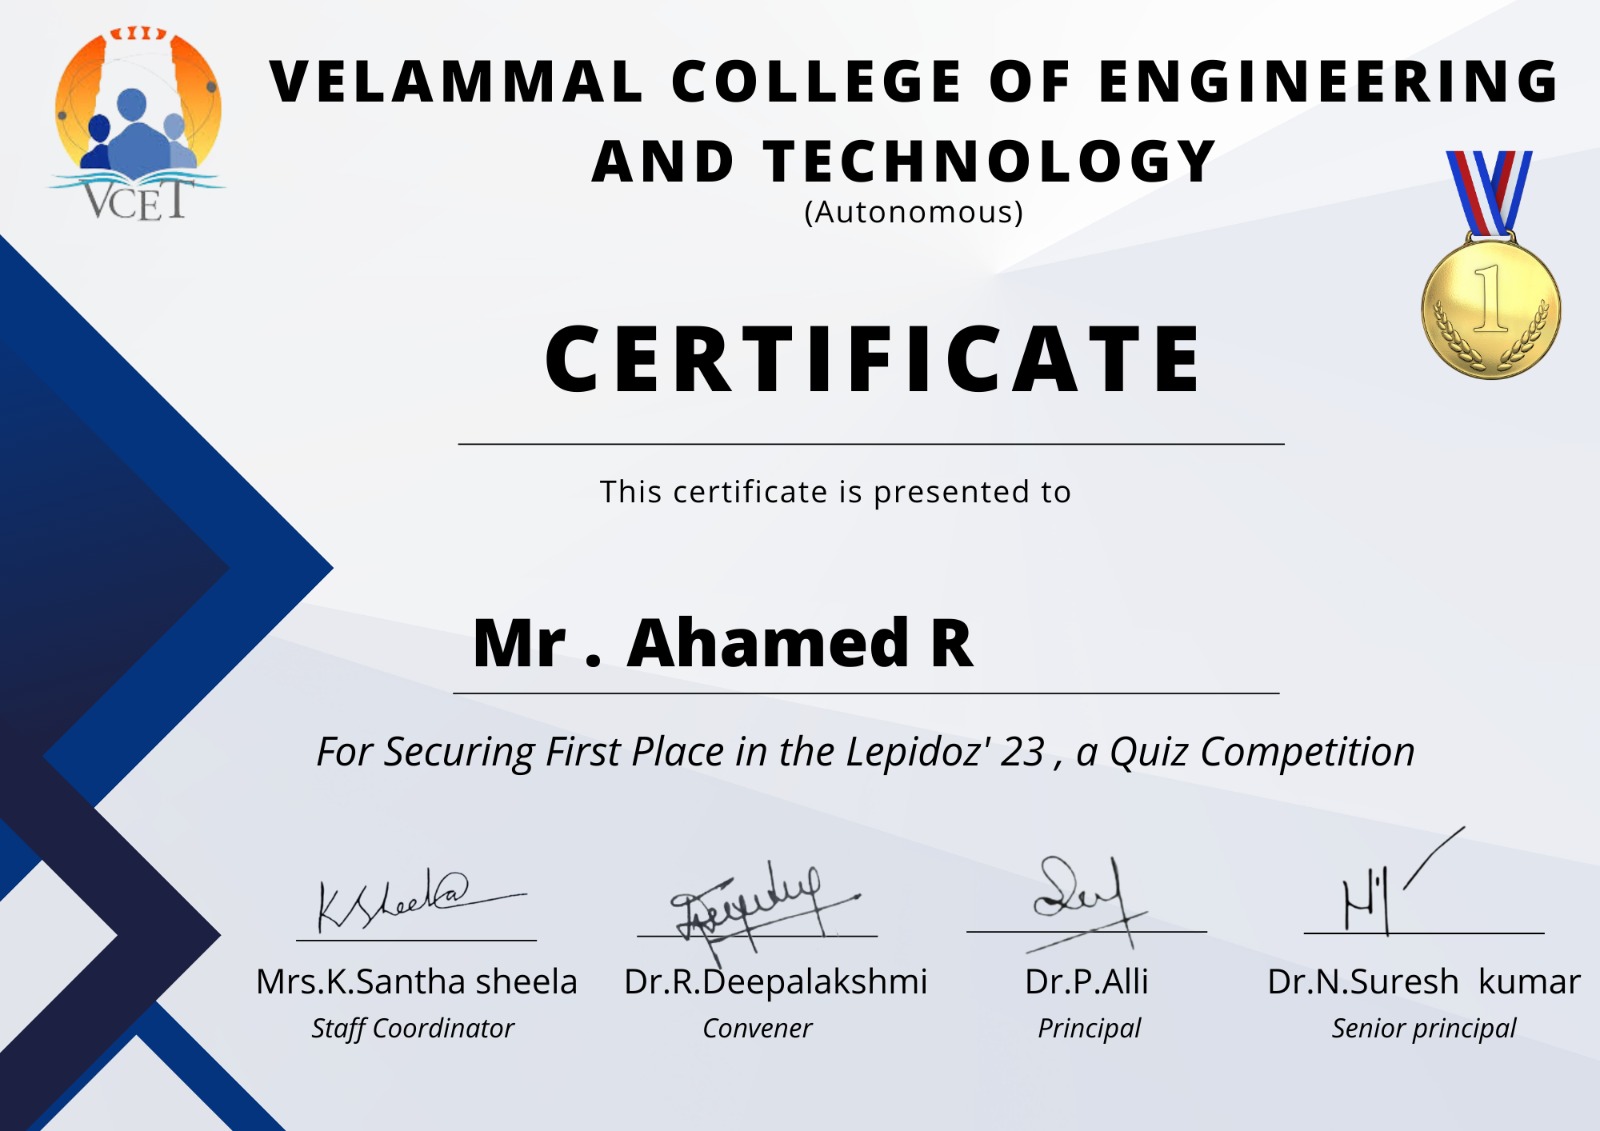 VCET
VELAMMAL COLLEGE OF ENGINEERING
AND TECHNOLOGY
(Autonomous)
1
CERTIFICATE
This certificate is presented to
Mr . Ahamed R
For Securing First Place in the Lepidoz' 23 , a Quiz Competition
K Sheela
Mrs.K.Santha sheela
Staff Coordinator
Dr.R.Deepalakshmi
Convener
Dr.P.Alli
Principal
Dr.N.Suresh kumar
Senior principal